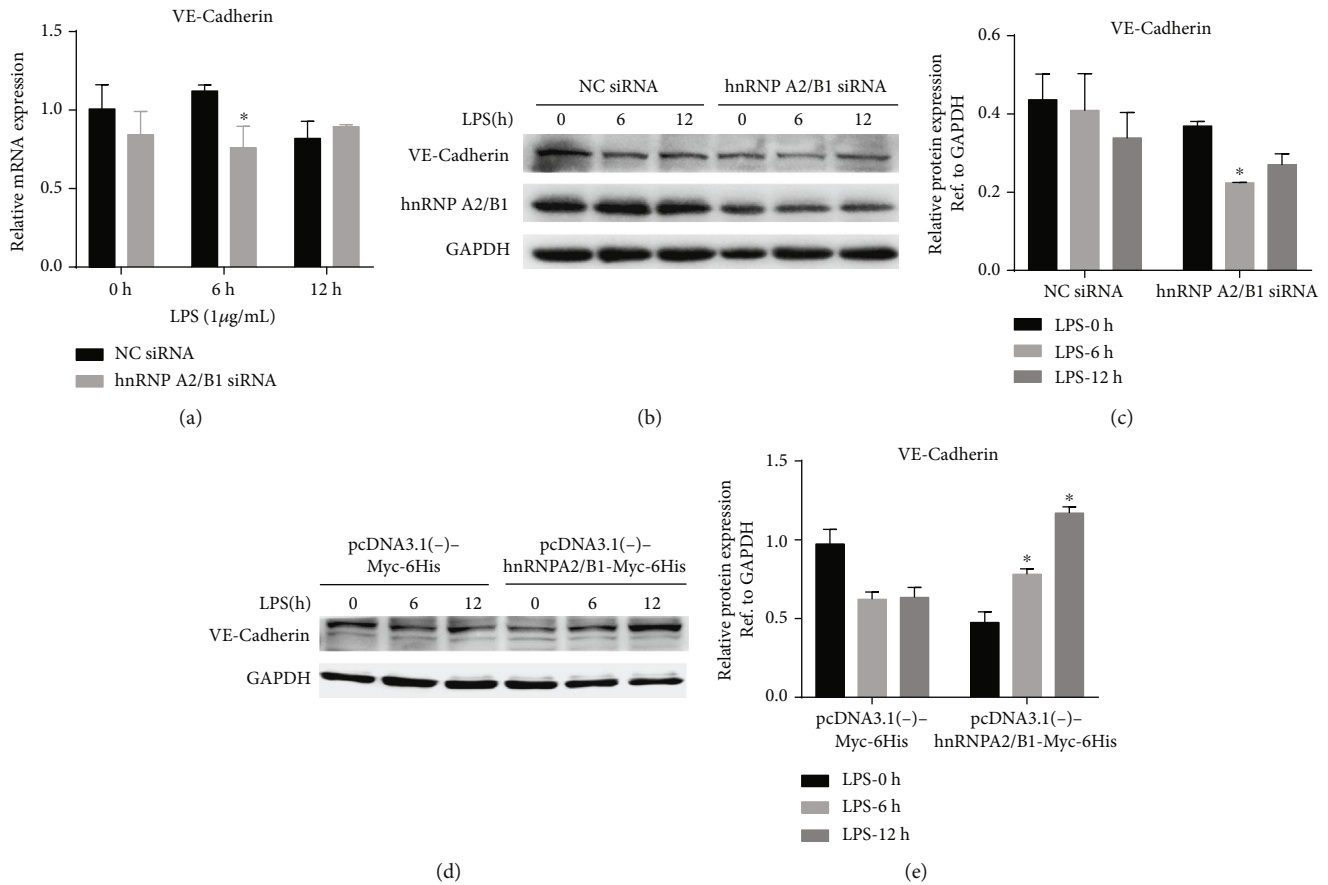 VE-Cadherin
Relative mRNA expression
1.5
1.0
0.5
0.0
*
0 h 6 h 12 h
LPS (1μg/mL)
NC siRNA
hnRNP A2/B1 siRNA
(a)
NC siRNA hnRNP A2/B1 siRNA
LPS(h) 0 6 12 0 6 12
VE-Cadherin
hnRNP A2/B1
GAPDH
(b)
VE-Cadherin
Relative protein expression
Ref. to GAPDH
0.6
0.4
0.2
0.0
*
NC siRNA hnRNP A2/B1 siRNA
LPS-0 h
LPS-6 h
LPS-12 h
(c)
pcDNA3.1(–)– pcDNA3.1(–)–
Myc-6His hnRNPA2/B1-Myc-6His
LPS(h) 0 6 12 0 6 12
VE-Cadherin
GAPDH
(d)
VE-Cadherin
Relative protein expression
Ref. to GAPDH
1.5
1.0
0.5
0.0
*
*
pcDNA3.1(–)– pcDNA3.1(–)–
Myc-6His hnRNPA2/B1-Myc-6His
LPS-0 h
LPS-6 h
LPS-12 h
(e)